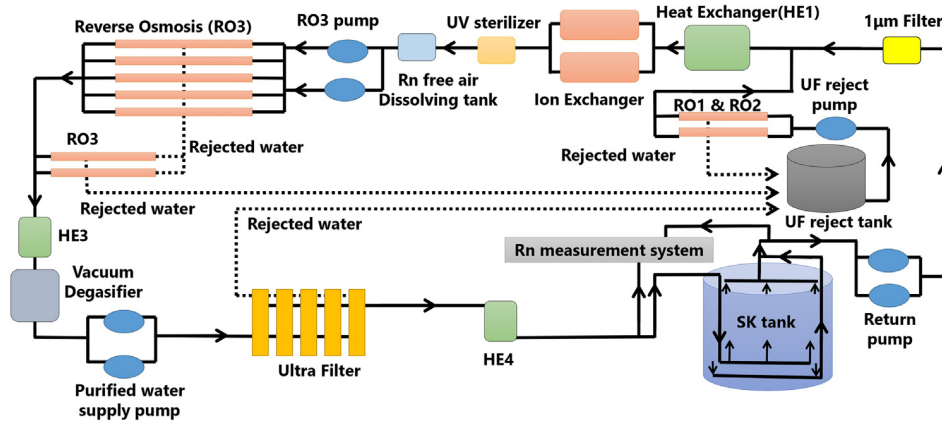 Reverse Osmosis (RO3)
RO3 pump
UV sterilizer
Heat Exchanger(HE1)
1μm Filter
Rn free air
Dissolving tank
Ion Exchanger
UF reject
pump
RO1 & RO2
RO3
Rejected water
Rejected water
Rejected water
UF reject tank
HE3
Rejected water
Rn measurement system
Vacuum
Degasifier
SK tank
Return
pump
HE4
Ultra Filter
Purified water
supply pump